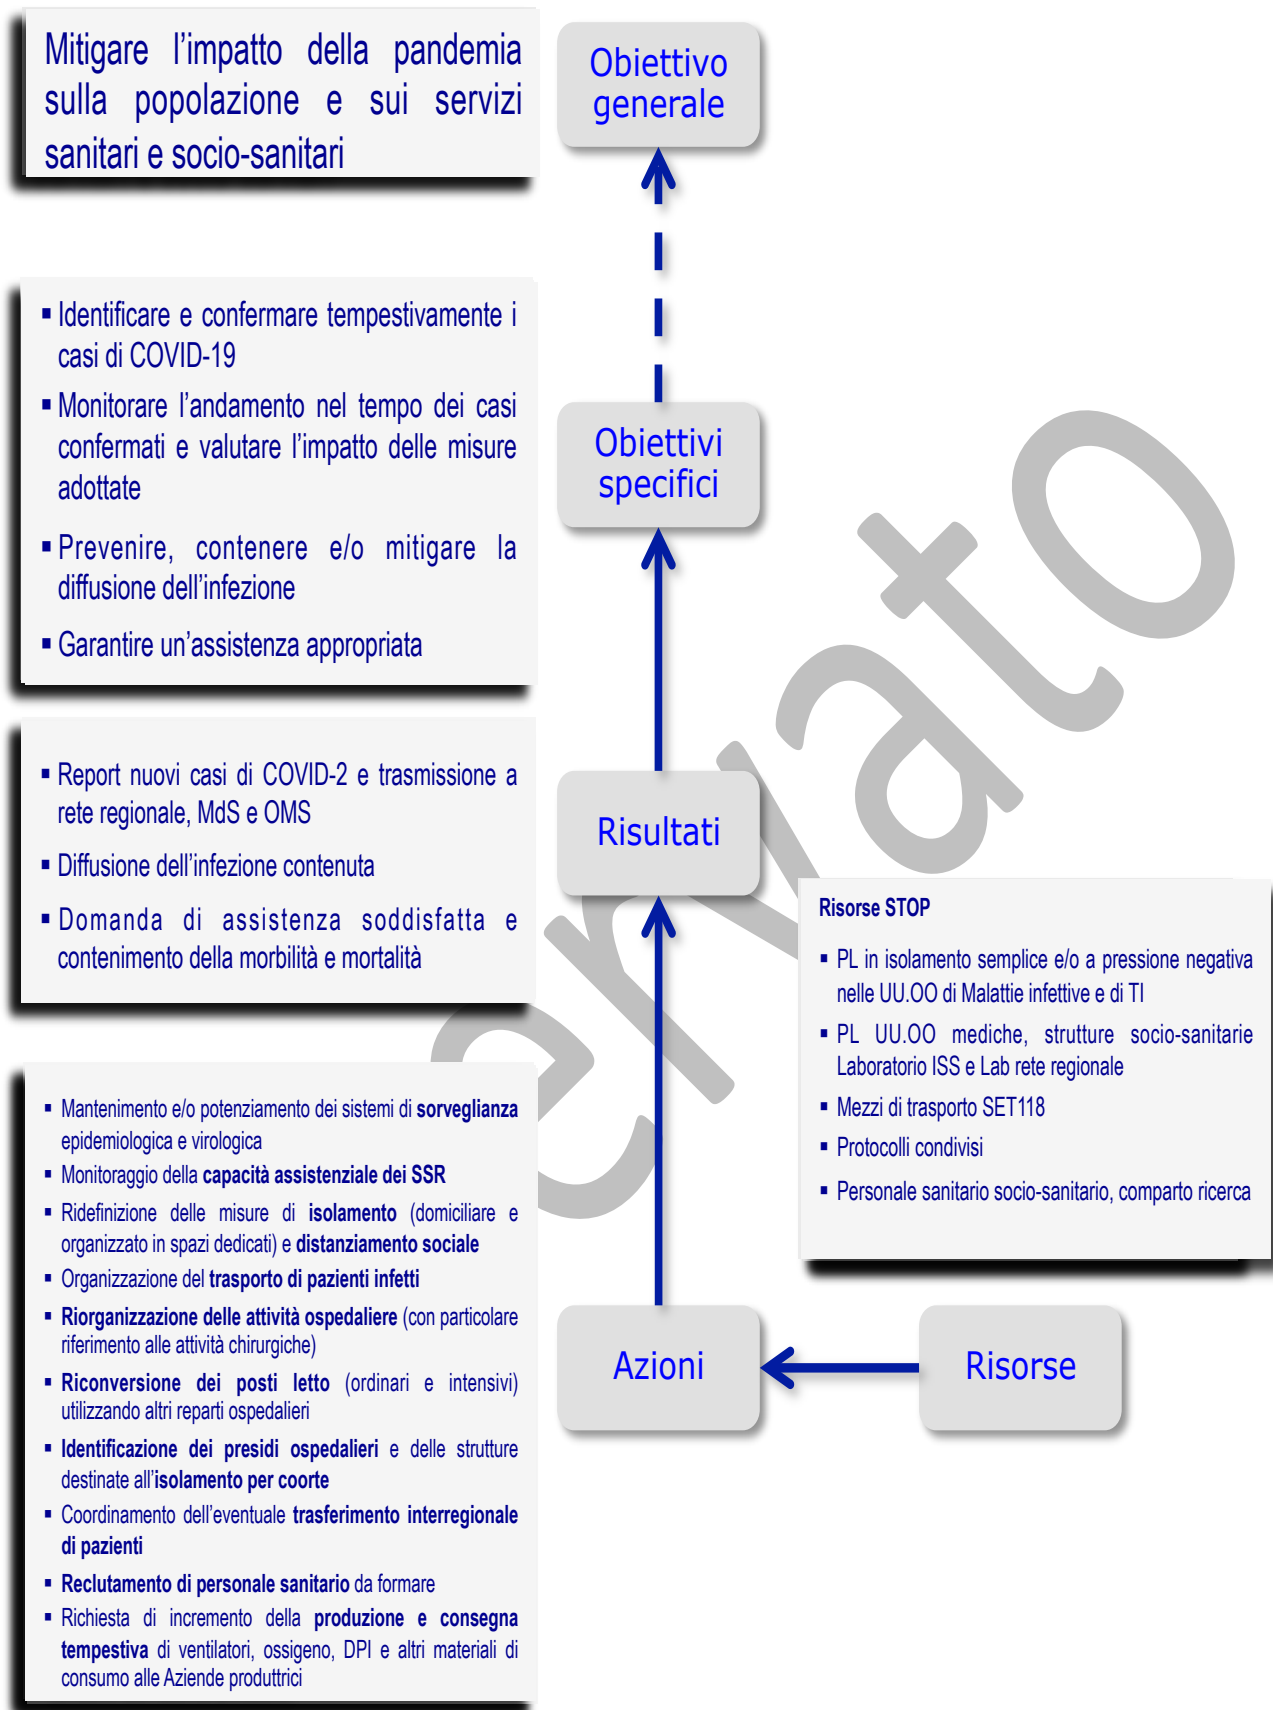 Mitigare l’impatto della pandemia
sulla popolazione e sui servizi
sanitari e socio-sanitari
Obiettivo
generale
▪ Identificare e confermare tempestivamente i
casi di COVID-19
▪ Monitorare l’andamento nel tempo dei casi
confermati e valutare l’impatto delle misure
adottate
▪ Prevenire, contenere e/o mitigare la
diffusione dell’infezione
▪ Garantire un’assistenza appropriata
Obiettivi
specifici
▪ Report nuovi casi di COVID-2 e trasmissione a
rete regionale, MdS e OMS
▪ Diffusione dell’infezione contenuta
▪ Domanda di assistenza soddisfatta e
contenimento della morbilità e mortalità
Risultati
Risorse STOP
▪ PL in isolamento semplice e/o a pressione negativa
nelle UU.OO di Malattie infettive e di TI
▪ PL UU.OO mediche, strutture socio-sanitarie
Laboratorio ISS e Lab rete regionale
▪ Mezzi di trasporto SET118
▪ Protocolli condivisi
▪ Personale sanitario socio-sanitario, comparto ricerca
▪ Mantenimento e/o potenziamento dei sistemi di sorveglianza
epidemiologica e virologica
▪ Monitoraggio della capacità assistenziale dei SSR
▪ Ridefinizione delle misure di isolamento (domiciliare e
organizzato in spazi dedicati) e distanziamento sociale
▪ Organizzazione del trasporto di pazienti infetti
▪ Riorganizzazione delle attività ospedaliere (con particolare
riferimento alle attività chirurgiche)
▪ Riconversione dei posti letto (ordinari e intensivi)
utilizzando altri reparti ospedalieri
▪ Identificazione dei presidi ospedalieri e delle strutture
destinate all’isolamento per coorte
▪ Coordinamento dell’eventuale trasferimento interregionale
di pazienti
▪ Reclutamento di personale sanitario da formare
▪ Richiesta di incremento della produzione e consegna
tempestiva di ventilatori, ossigeno, DPI e altri materiali di
consumo alle Aziende produttrici
Azioni
Risorse
ervato